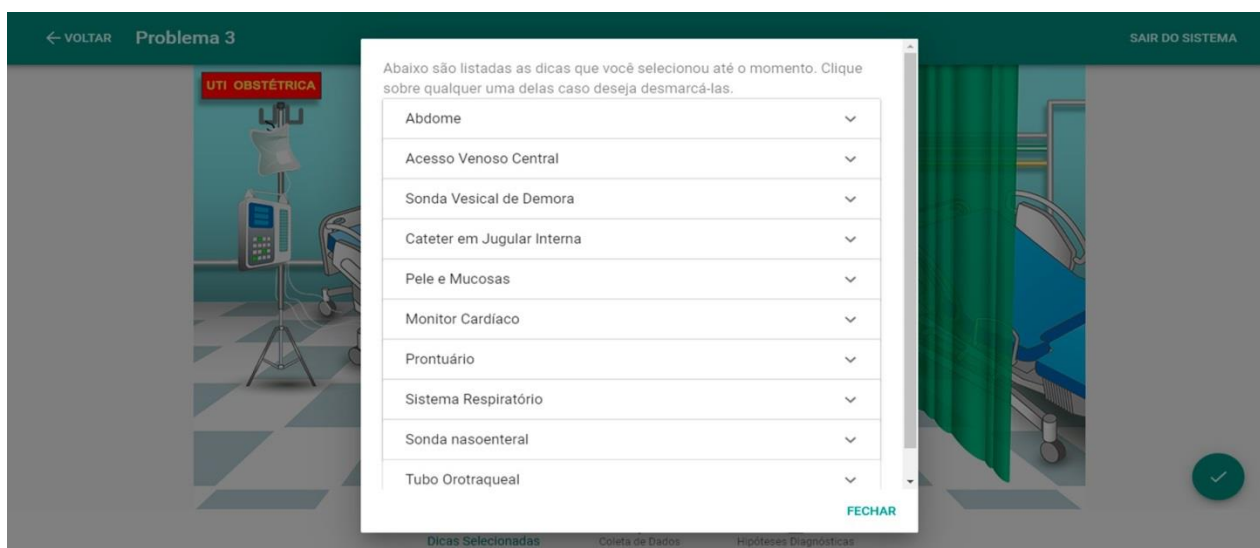 ← VOLTAR Problema 3
SAIR DO SISTEMA
UTI OBSTÉTRICA
Abaixo são listadas as dicas que você selecionou até o momento. Clique
sobre qualquer uma delas caso deseja desmarcá-las.
Abdome
Acesso Venoso Central
Sonda Vesical de Demora
Cateter em Jugular Interna
Pele e Mucosas
Monitor Cardíaco
Prontuário
Sistema Respiratório
Sonda nasoenteral
Tubo Orotraqueal
FECHAR
Dicas Selecionadas
Coleta de Dados
Hipóteses Diagnósticas